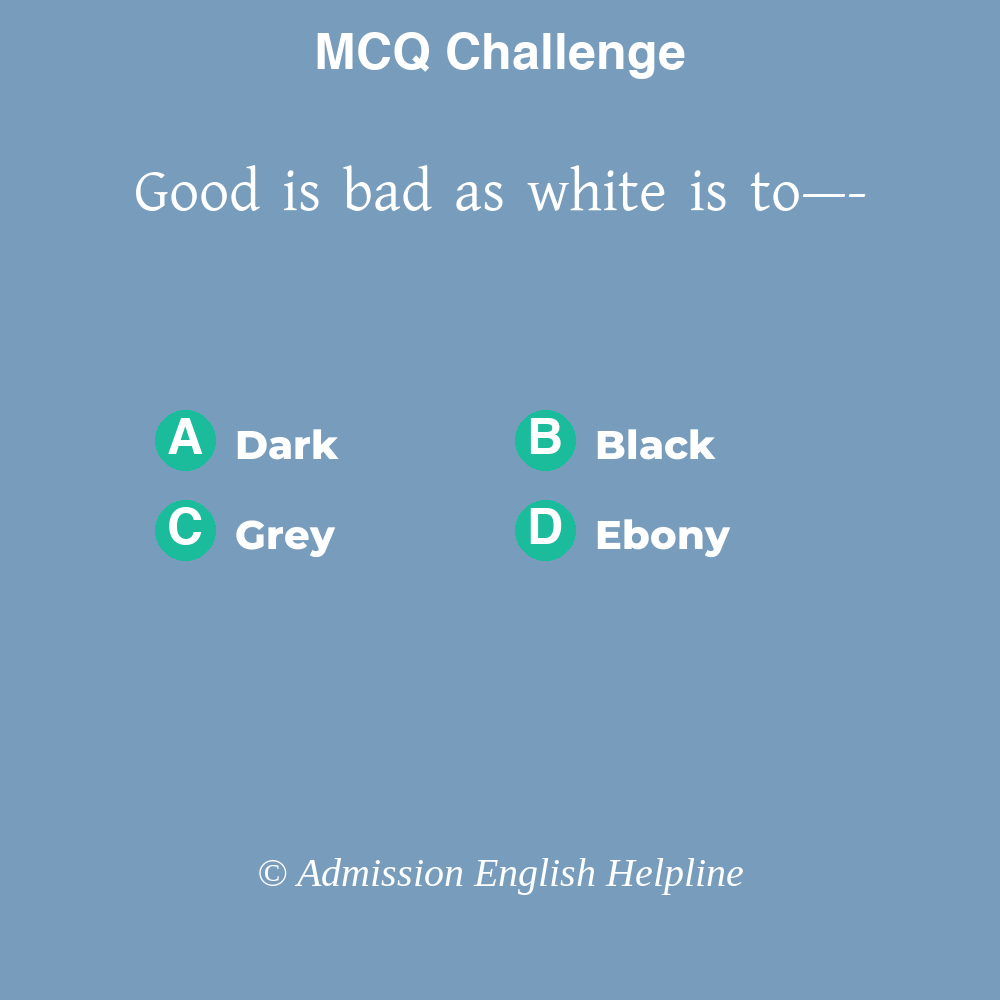 MCQ Challenge
Good is bad as white is to—-
A Dark
B Black
C Grey
D Ebony
© Admission English Helpline